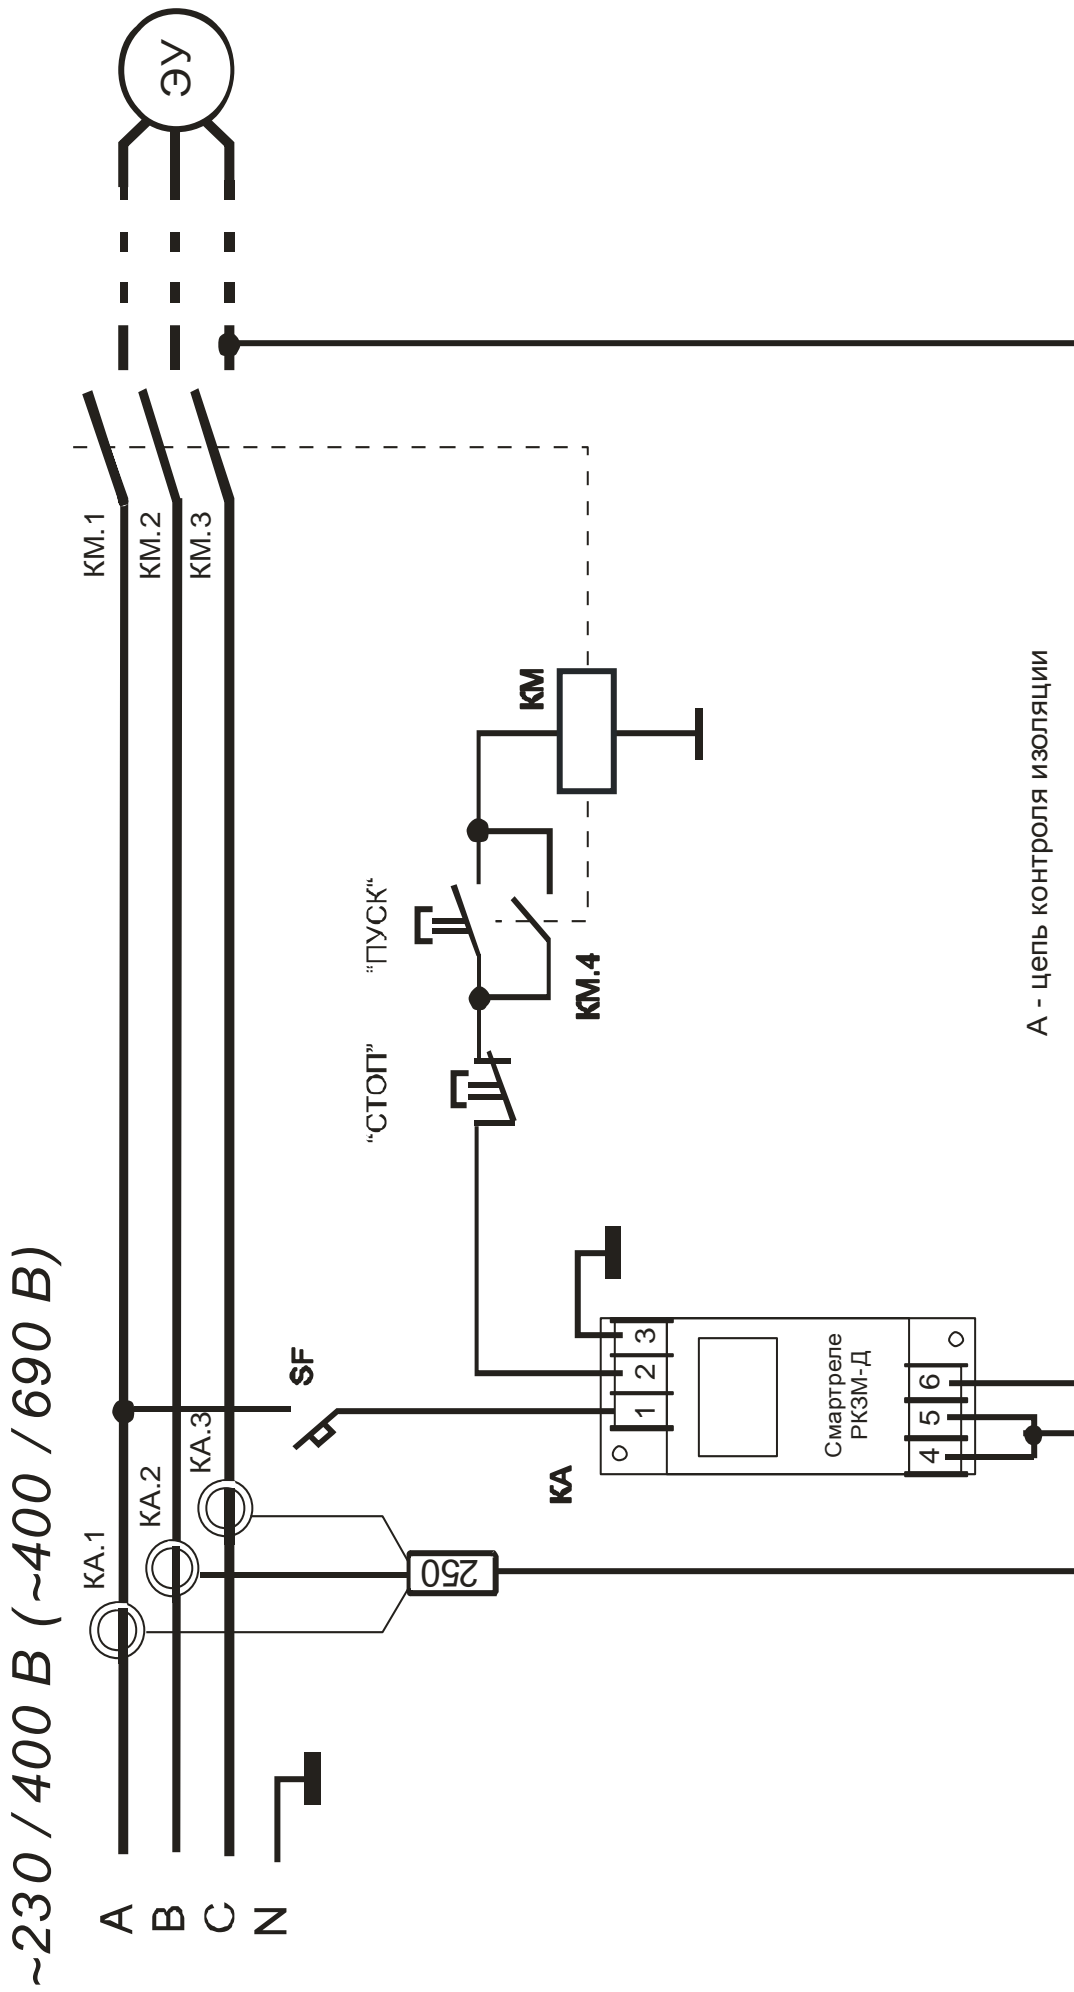 ~230 / 400 В (~400 / 690 В)
A
B
C
N
КА.1
КА.2
КА.3
КМ.1
КМ.2
КМ.3
ЭУ
SF
"СТОП"
"ПУСК"
КМ.4
КМ
250
КА
1
2
3
Смартреле
РКЗМ-Д
4
5
6
А - цепь контроля изоляции